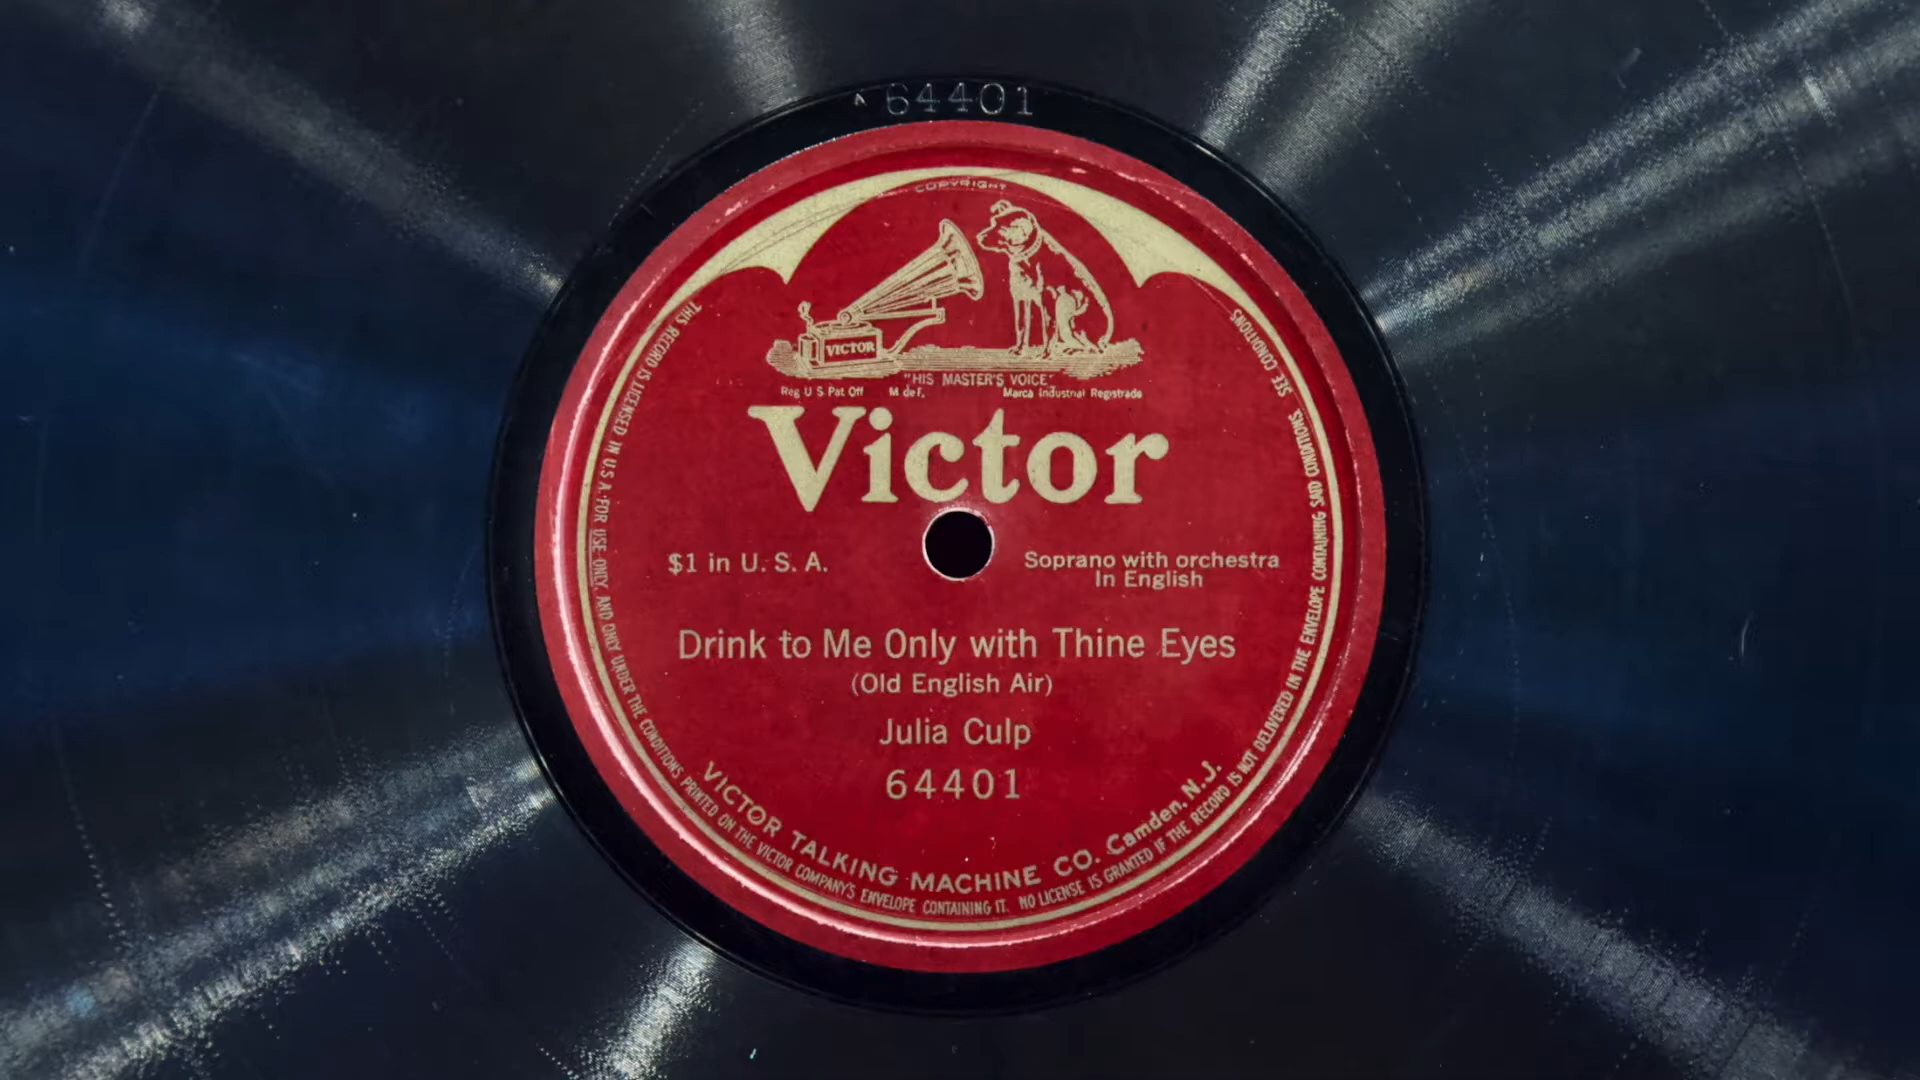 64401
COPYRIGHT
VICTOR
"HIS MASTER'S VOICE"
Reg U S Pat Off M de F. Marca Industrial Registrada
Victor
$1 in U. S. A.
Soprano with orchestra
In English
Drink to Me Only with Thine Eyes
(Old English Air)
Julia Culp
64401
VICTOR TALKING MACHINE CO. Camden, N. J.
THIS RECORD IS LICENSED IN U.S.A. FOR USE ONLY, AND ONLY UNDER THE CONDITIONS PRINTED ON THE VICTOR COMPANY'S ENVELOPE CONTAINING IT. NO LICENSE IS GRANTED IF THE RECORD IS NOT DELIVERED IN THE ENVELOPE CONTAINING SAID CONDITIONS. SEE CONDITIONS